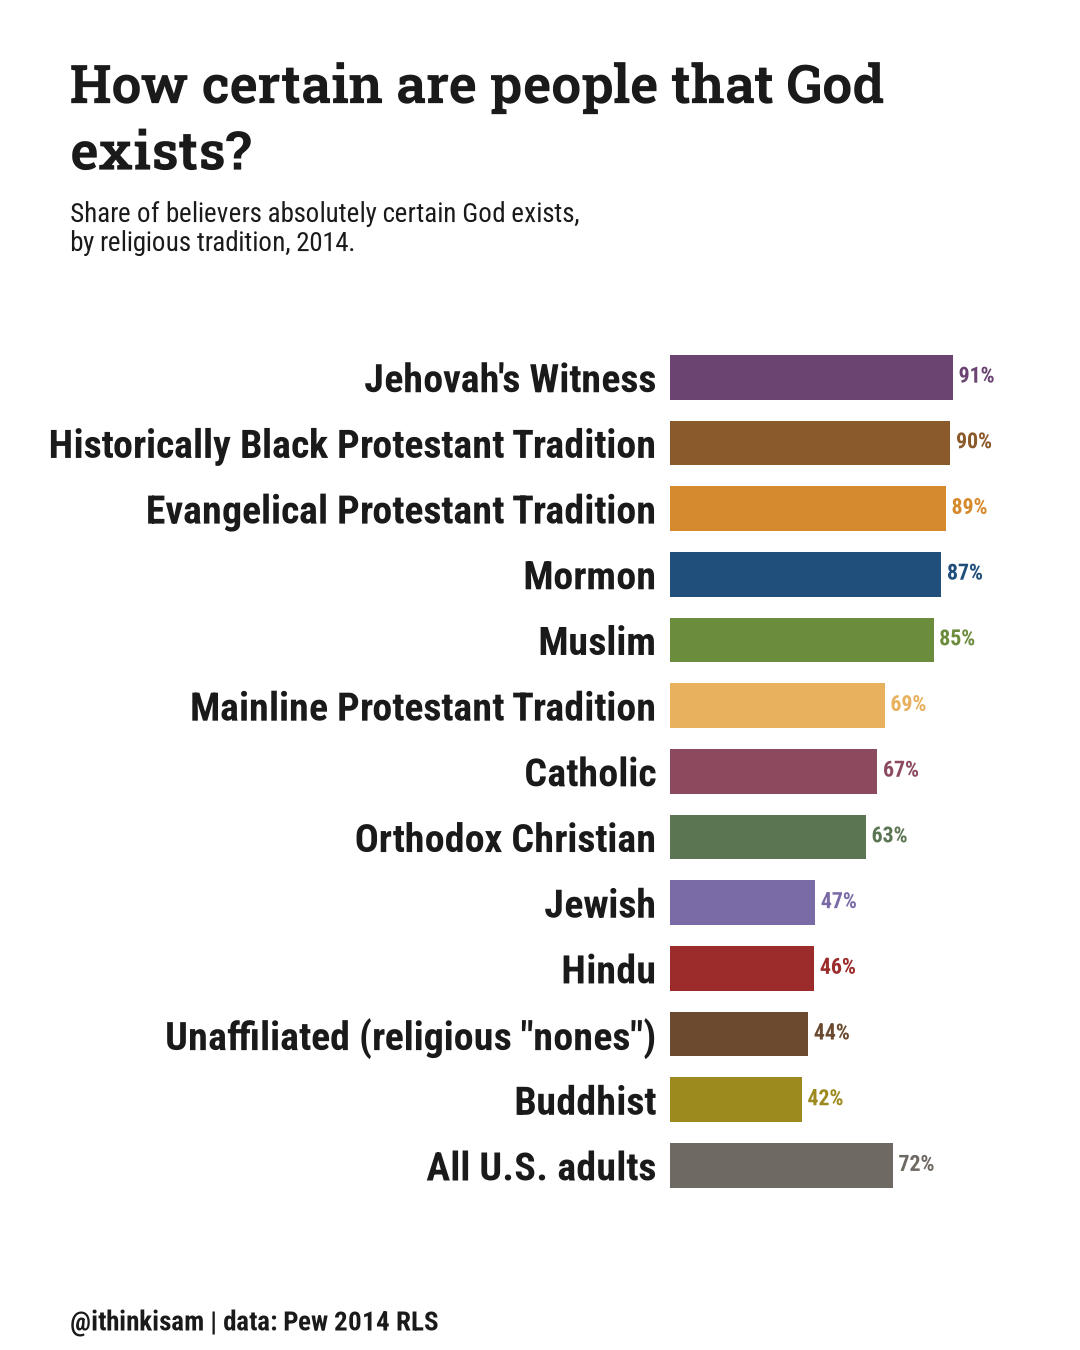 How certain are people that God
exists?
Share of believers absolutely certain God exists,
by religious tradition, 2014.
Jehovah's Witness 91%
Historically Black Protestant Tradition 90%
Evangelical Protestant Tradition 89%
Mormon 87%
Muslim 85%
Mainline Protestant Tradition 69%
Catholic 67%
Orthodox Christian 63%
Jewish 47%
Hindu 46%
Unaffiliated (religious "nones") 44%
Buddhist 42%
All U.S. adults 72%
@ithinkisam | data: Pew 2014 RLS